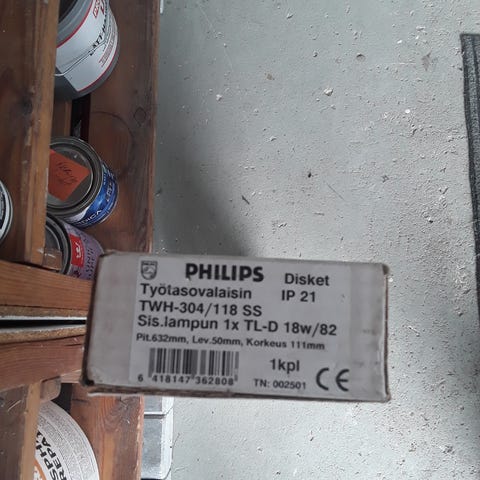 PHILIPS Disket
Työtasovalaisin IP 21
TWH-304/118 SS
Sis.lampun 1x TL-D 18w/82
Pit.632mm, Lev.50mm, Korkeus 111mm
1kpl
6 418147 362808
TN: 002501 CE